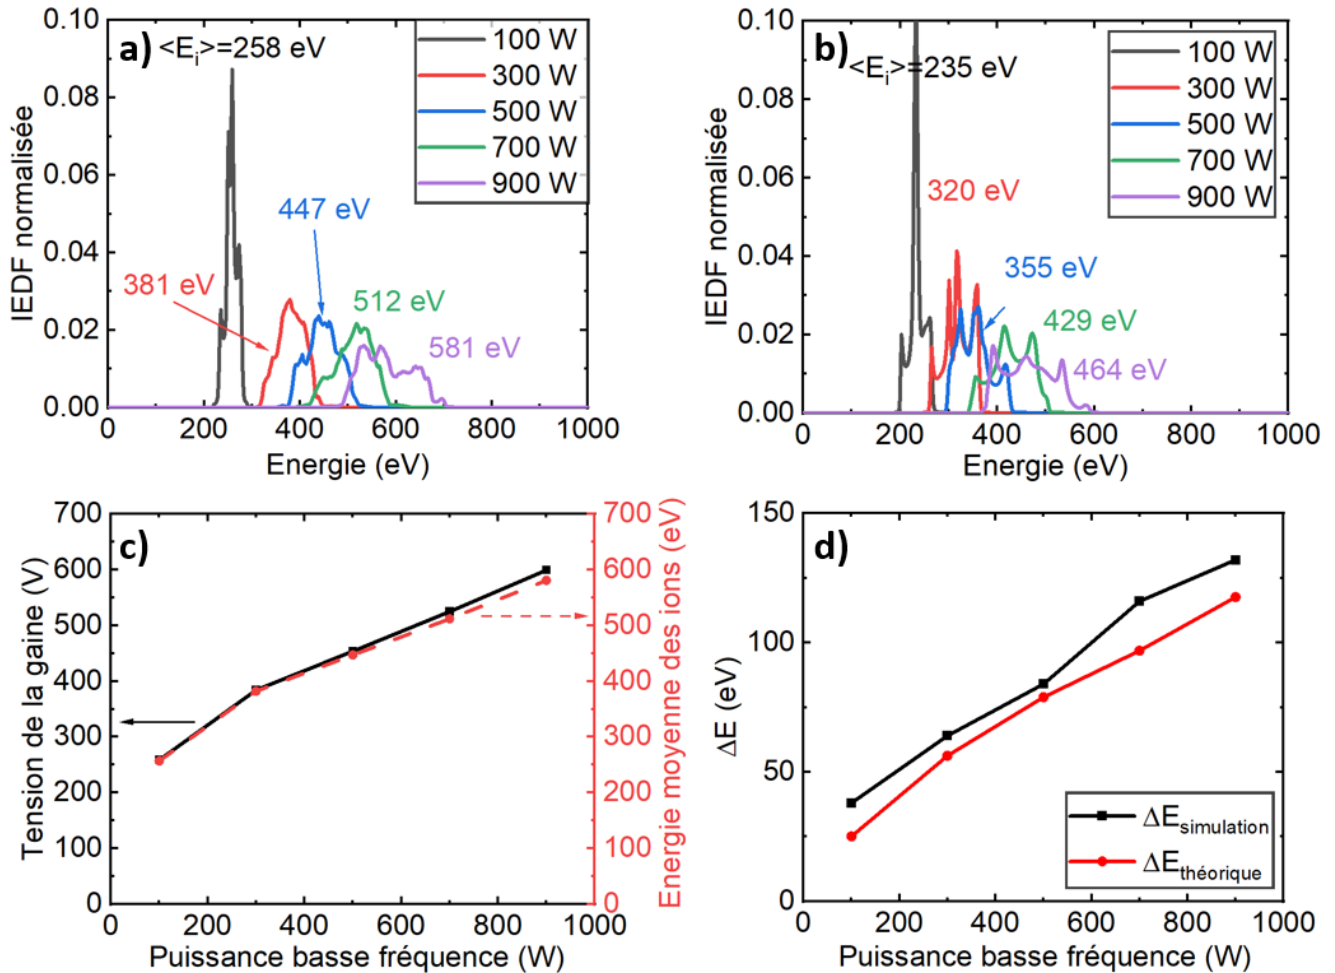 a) <Ei>=258 eV
100 W
300 W
500 W
700 W
900 W
381 eV
447 eV
512 eV
581 eV
IEDF normalisée
0.10
0.08
0.06
0.04
0.02
0.00
0 200 400 600 800 1000
Energie (eV)
b) <Ei>=235 eV
100 W
300 W
500 W
700 W
900 W
320 eV
355 eV
429 eV
464 eV
IEDF normalisée
0.10
0.08
0.06
0.04
0.02
0.00
0 200 400 600 800 1000
Energie (eV)
c)
Tension de la gaine (V)
700
600
500
400
300
200
100
0
Energie moyenne des ions (eV)
700
600
500
400
300
200
100
0
0 200 400 600 800 1000
Puissance basse fréquence (W)
d)
ΔE (eV)
150
100
50
0
ΔEsimulation
ΔEthéorique
0 200 400 600 800 1000
Puissance basse fréquence (W)